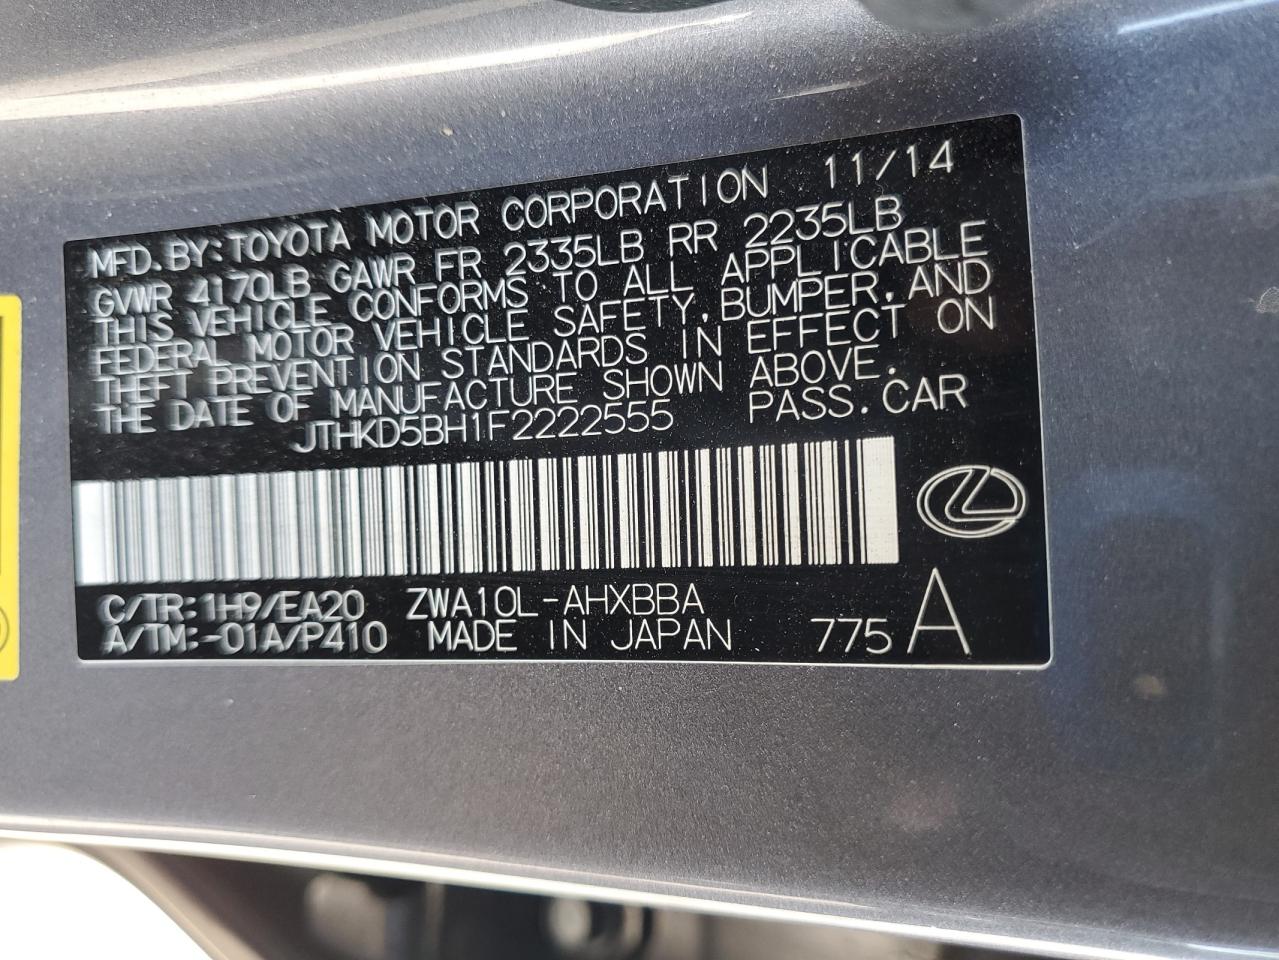 MFD.BY:TOYOTA MOTOR CORPORATION 11/14
GVWR 4170LB GAWR FR 2335LB RR 2235LB
THIS VEHICLE CONFORMS TO ALL APPLICABLE
FEDERAL MOTOR VEHICLE SAFETY,BUMPER,AND
THEFT PREVENTION STANDARDS IN EFFECT ON
THE DATE OF MANUFACTURE SHOWN ABOVE.
JTHKD5BH1F2222555 PASS.CAR
C/TR:1H9/EA20 ZWA10L-AHXBBA
A/TM:-01A/P410 MADE IN JAPAN 775 A